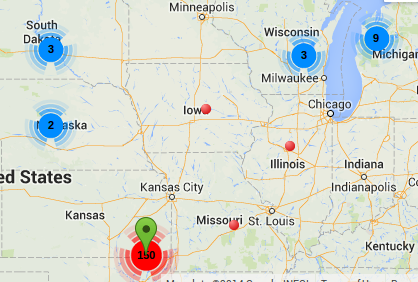 Minneapolis
South
Dakota
3
Wisconsin
3
9
Michigan
Milwaukee
Chicago
Iowa
2
Nebraska
Illinois
Indiana
Indianapolis
ed States
Kansas City
Kansas
Missouri
St. Louis
150
Kentucky